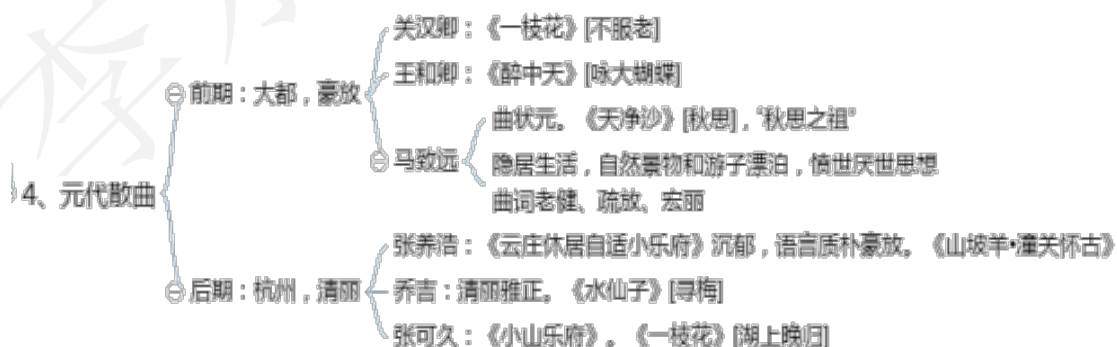 4、元代散曲
前期：大都，豪放
关汉卿：《一枝花》[不服老]
王和卿：《醉中天》[咏大蝴蝶]
马致远
曲状元。《天净沙》[秋思]，“秋思之祖”
隐居生活，自然景物和游子漂泊，愤世厌世思想
曲词老健、疏放、宏丽
后期：杭州，清丽
张养浩：《云庄休居自适小乐府》沉郁，语言质朴豪放。《山坡羊•潼关怀古》
乔吉：清丽雅正。《水仙子》[寻梅]
张可久：《小山乐府》。《一枝花》[湖上晚归]